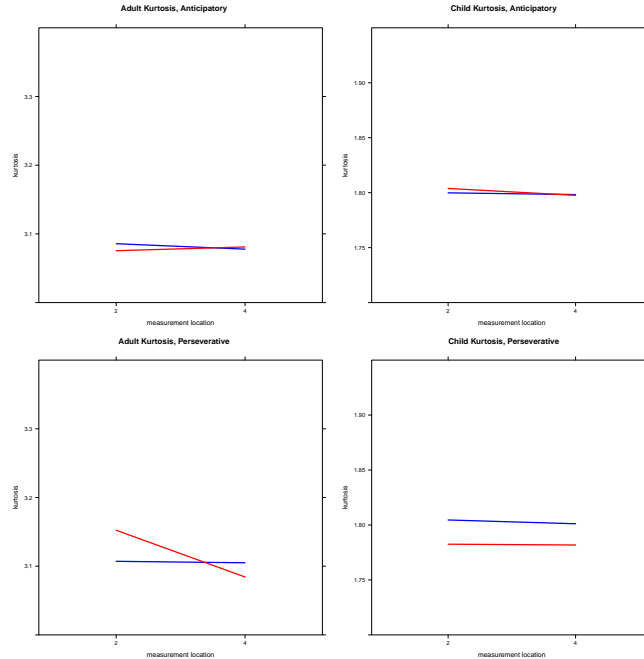 Adult Kurtosis, Anticipatory
kurtosis
3.3
3.2
3.1
2
4
measurement location
Child Kurtosis, Anticipatory
kurtosis
1.90
1.85
1.80
1.75
2
4
measurement location
Adult Kurtosis, Perseverative
kurtosis
3.3
3.2
3.1
2
4
measurement location
Child Kurtosis, Perseverative
kurtosis
1.90
1.85
1.80
1.75
2
4
measurement location